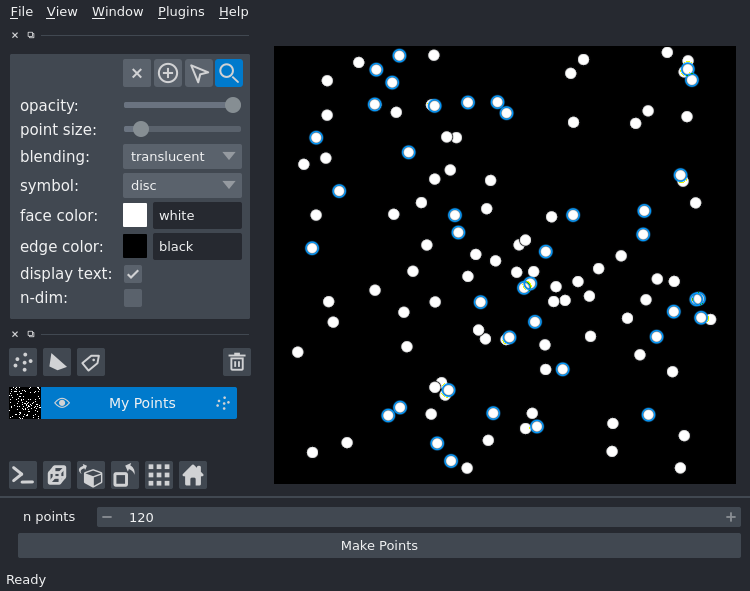 File View Window Plugins Help
opacity:
point size:
blending: translucent
symbol: disc
face color: white
edge color: black
display text:
n-dim:
My Points
n points 120
Make Points
Ready